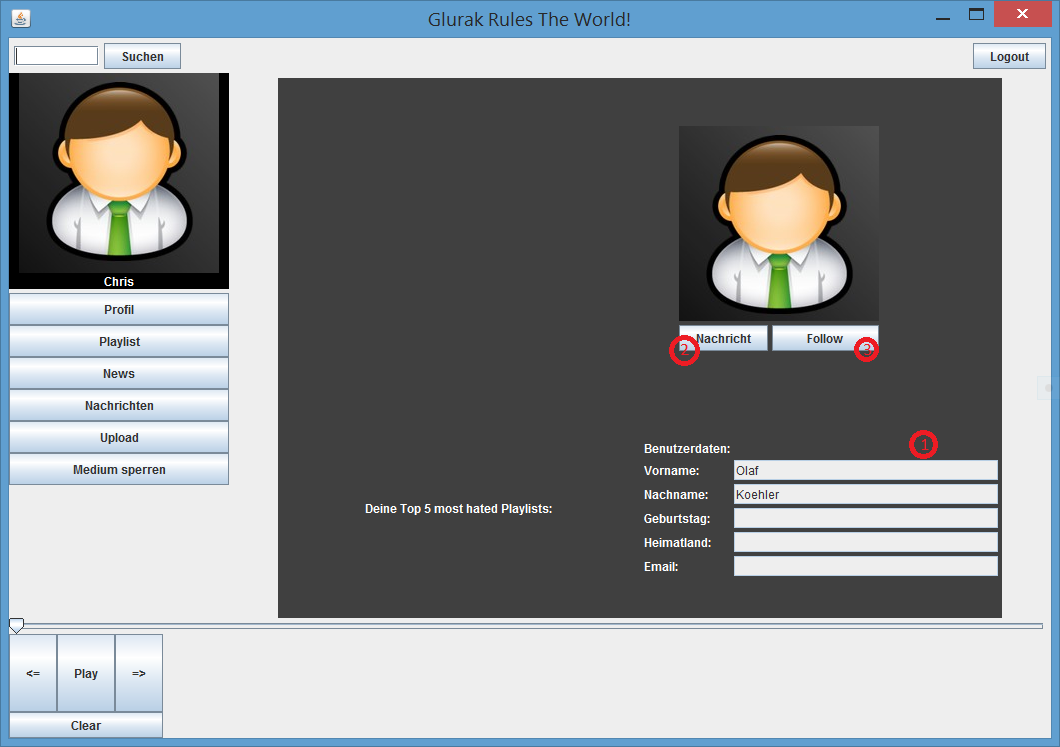 Glurak Rules The World!
Suchen
Logout
Chris
Profil
Playlist
News
Nachrichten
Upload
Medium sperren
Nachricht
Follow
2
3
1
Benutzerdaten:
Vorname: Olaf
Nachname: Koehler
Deine Top 5 most hated Playlists:
Geburtstag:
Heimatland:
Email:
<= Play =>
Clear